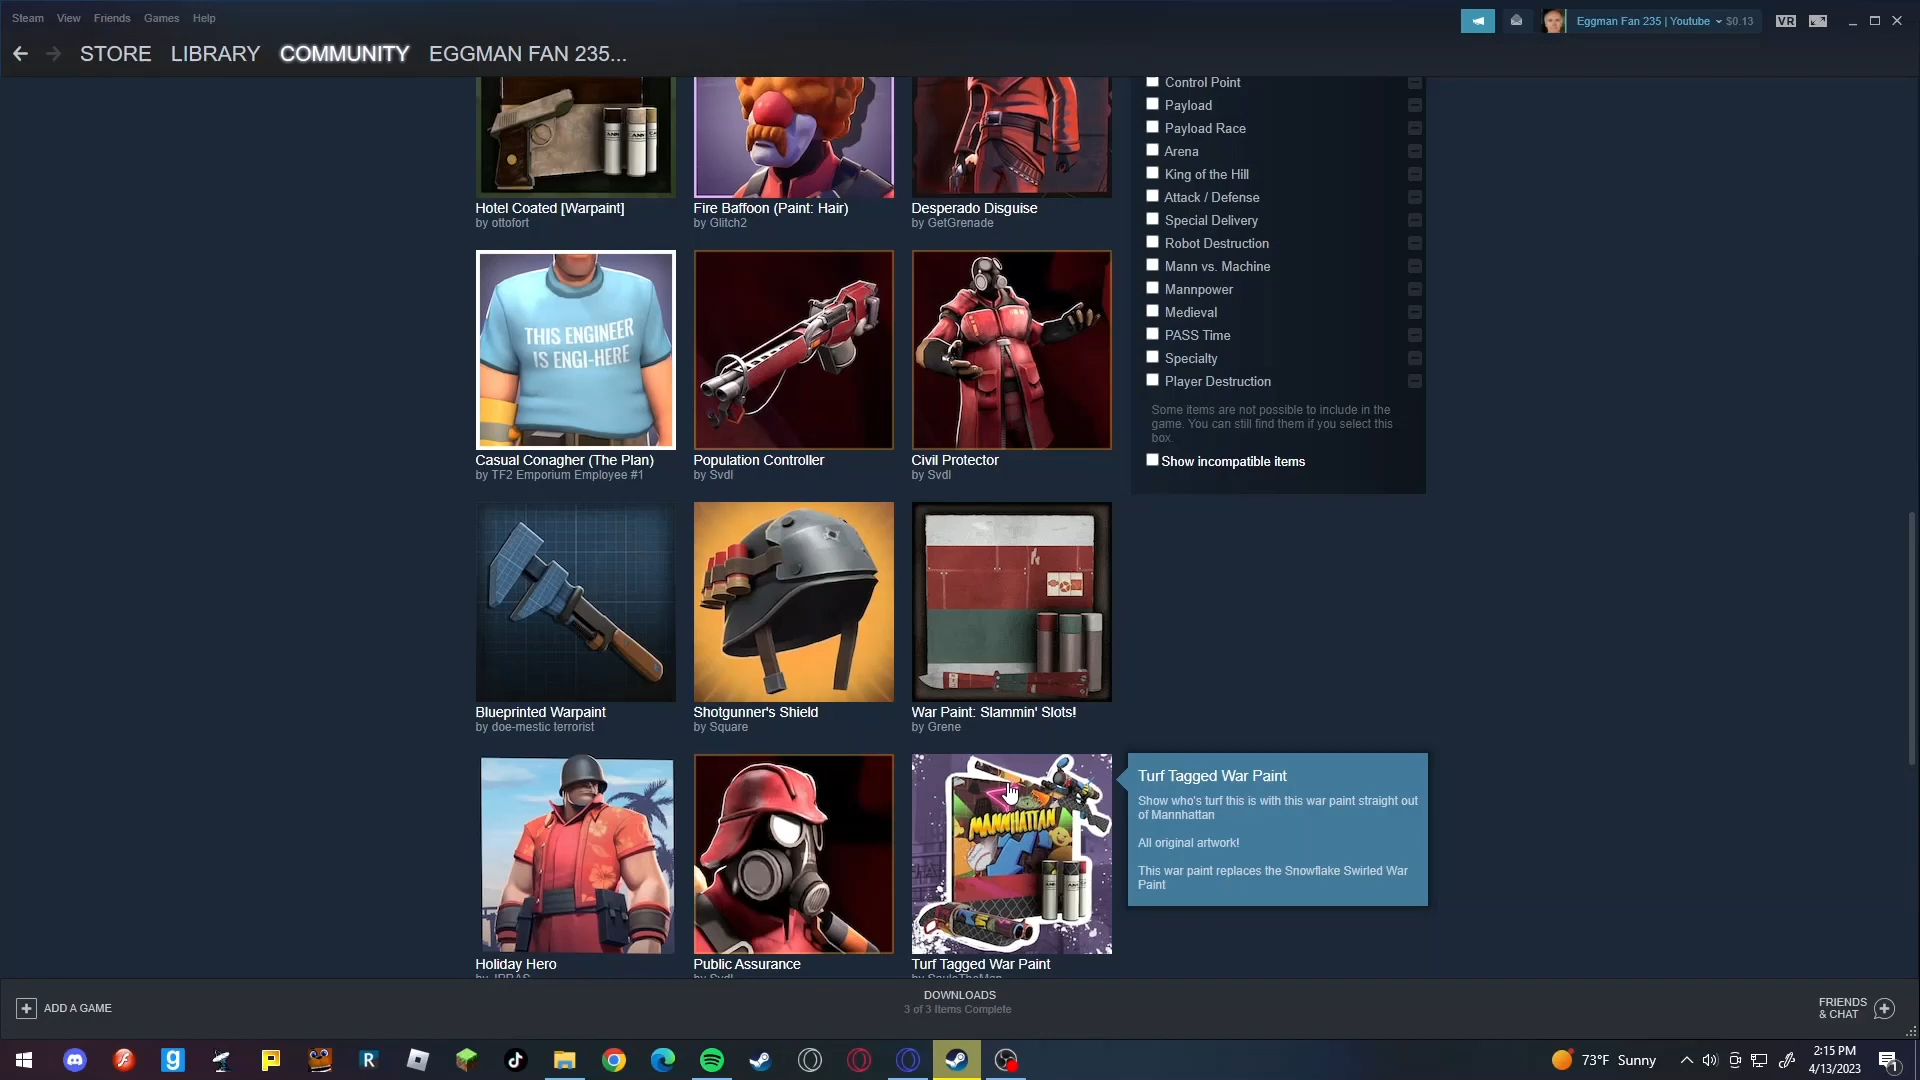 Steam View Friends Games Help
Eggman Fan 235 | Youtube $0.13
VR
STORE LIBRARY COMMUNITY EGGMAN FAN 235...
Control Point
Payload
Payload Race
Arena
King of the Hill
Attack / Defense
Special Delivery
Robot Destruction
Mann vs. Machine
Mannpower
Medieval
PASS Time
Specialty
Player Destruction
Some items are not possible to include in the
game. You can still find them if you select this
box.
Show incompatible items
Hotel Coated [Warpaint]
by ottofort
Fire Baffoon (Paint: Hair)
by Glitch2
Desperado Disguise
by GetGrenade
THIS ENGINEER
IS ENGI-HERE
Casual Conagher (The Plan)
by TF2 Emporium Employee #1
Population Controller
by Svdl
Civil Protector
by Svdl
Blueprinted Warpaint
by doe-mestic terrorist
Shotgunner's Shield
by Square
War Paint: Slammin' Slots!
by Grene
MANNHATTAN
Turf Tagged War Paint
Show who's turf this is with this war paint straight out
of Mannhattan
All original artwork!
This war paint replaces the Snowflake Swirled War
Paint
Holiday Hero
Public Assurance
by Svdl
Turf Tagged War Paint
ADD A GAME
DOWNLOADS
3 of 3 Items Complete
FRIENDS
& CHAT
73°F Sunny
2:15 PM
4/13/2023
1